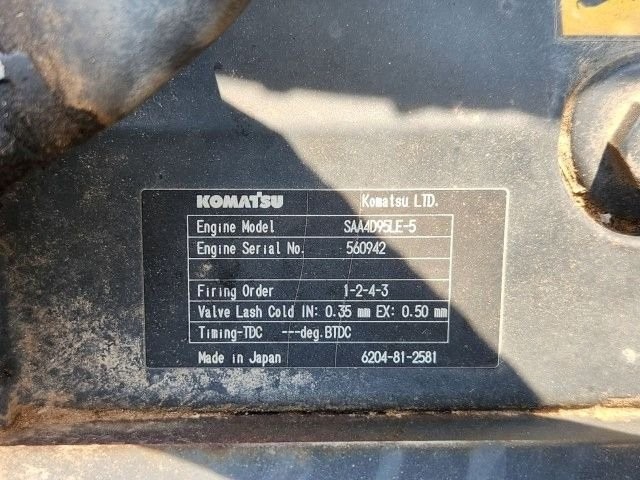 KOMATSU Komatsu LTD.
Engine Model SAA4D95LE-5
Engine Serial No. 560942
Firing Order 1-2-4-3
Valve Lash Cold IN: 0.35 mm EX: 0.50 mm
Timing-TDC ---deg.BTDC
Made in Japan 6204-81-2581